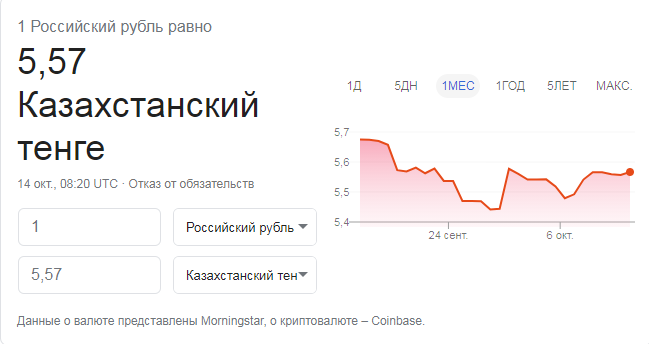 1 Российский рубль равно
5,57
Казахстанский
тенге
14 окт., 08:20 UTC · Отказ от обязательств
1
Российский рубль
5,57
Казахстанский тен
1Д
5ДН
1МЕС
1ГОД
5ЛЕТ
МАКС.
5,7
5,6
5,5
5,4
24 сент.
6 окт.
Данные о валюте представлены Morningstar, о криптовалюте – Coinbase.